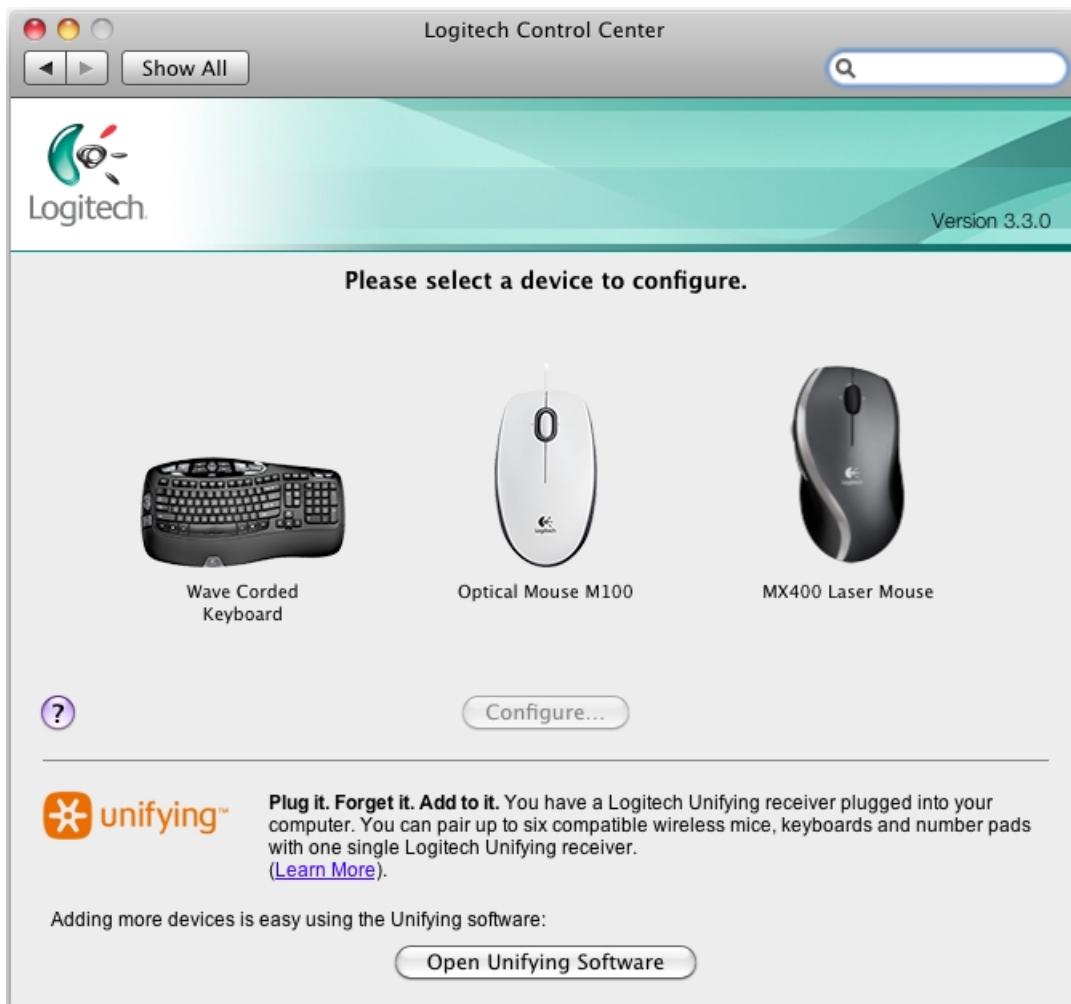 Logitech Control Center
Show All
Logitech
Version 3.3.0
Please select a device to configure.
Logitech
Logitech
Wave Corded
Keyboard
Optical Mouse M100
MX400 Laser Mouse
?
Configure...
unifying™
Plug it. Forget it. Add to it. You have a Logitech Unifying receiver plugged into your
computer. You can pair up to six compatible wireless mice, keyboards and number pads
with one single Logitech Unifying receiver.
(Learn More).
Adding more devices is easy using the Unifying software:
Open Unifying Software